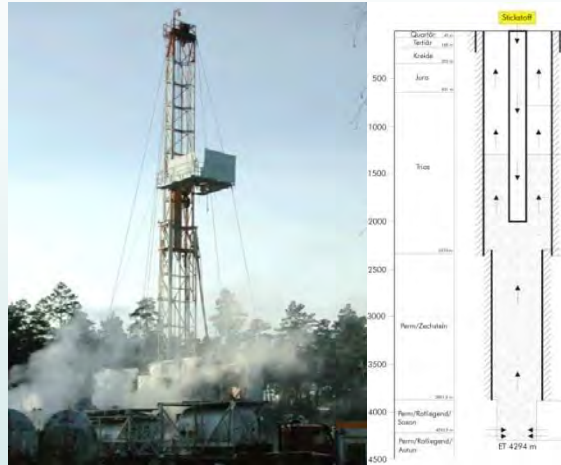 Stickstoff
Quartär
Tertiär
Kreide
500
Jura
1000
1500
Trias
2000
2500
3000
Perm/Zechstein
3500
4000
Perm/Rotliegend/
Saxon
Perm/Rotliegend/
Autun
4500
ET 4294 m